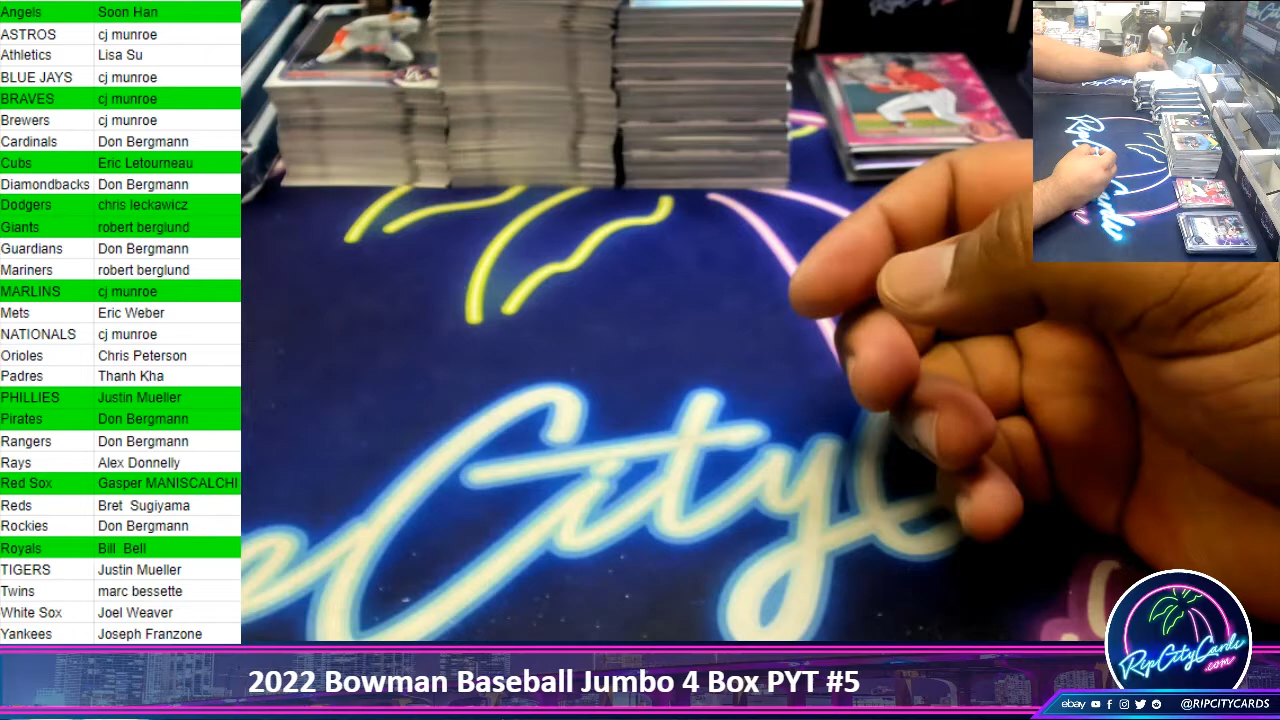 Angels Soon Han
ASTROS cj munroe
Athletics Lisa Su
BLUE JAYS cj munroe
BRAVES cj munroe
Brewers cj munroe
Cardinals Don Bergmann
Cubs Eric Letourneau
Diamondbacks Don Bergmann
Dodgers chris leckawicz
Giants robert berglund
Guardians Don Bergmann
Mariners robert berglund
MARLINS cj munroe
Mets Eric Weber
NATIONALS cj munroe
Orioles Chris Peterson
Padres Thanh Kha
PHILLIES Justin Mueller
Pirates Don Bergmann
Rangers Don Bergmann
Rays Alex Donnelly
Red Sox Gasper MANISCALCHI
Reds Bret Sugiyama
Rockies Don Bergmann
Royals Bill Bell
TIGERS Justin Mueller
Twins marc bessette
White Sox Joel Weaver
Yankees Joseph Franzone
City
2022 Bowman Baseball Jumbo 4 Box PYT #5
RipCityCards
.com
ebay @RIPCITYCARDS